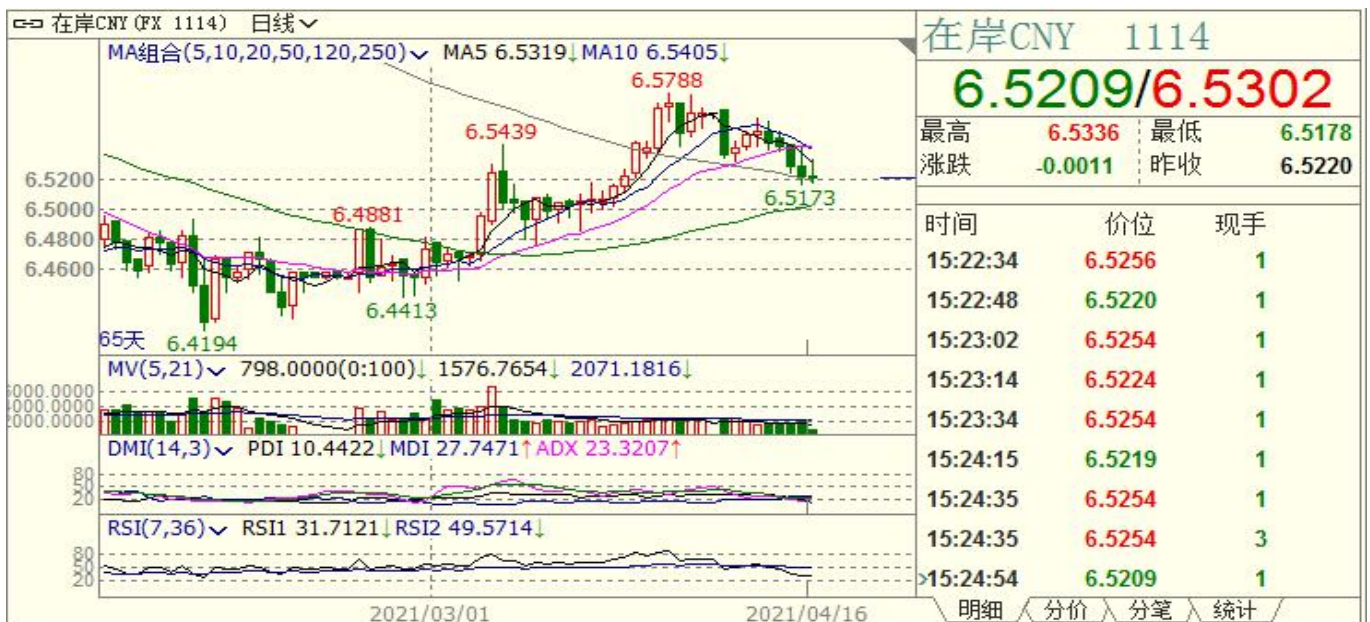 在岸CNY(FX 1114) 日线
MA组合(5,10,20,50,120,250) MA5 6.5319↓MA10 6.5405↓
6.5788
6.5439
6.5200
6.5173
6.5000
6.4881
6.4800
6.4600
6.4413
65天 6.4194
MV(5,21) 798.0000(0:100)↓ 1576.7654↓ 2071.1816↓
6000.0000
4000.0000
2000.0000
DMI(14,3) PDI 10.4422↓MDI 27.7471↑ADX 23.3207↑
80
50
20
RSI(7,36) RSI1 31.7121↓RSI2 49.5714↓
80
50
20
2021/03/01 2021/04/16
在岸CNY 1114
6.5209/6.5302
最高 6.5336 最低 6.5178
涨跌 -0.0011 昨收 6.5220
时间 价位 现手
15:22:34 6.5256 1
15:22:48 6.5220 1
15:23:02 6.5254 1
15:23:14 6.5224 1
15:23:34 6.5254 1
15:24:15 6.5219 1
15:24:35 6.5254 1
15:24:35 6.5254 3
15:24:54 6.5209 1
明细 分价 分笔 统计